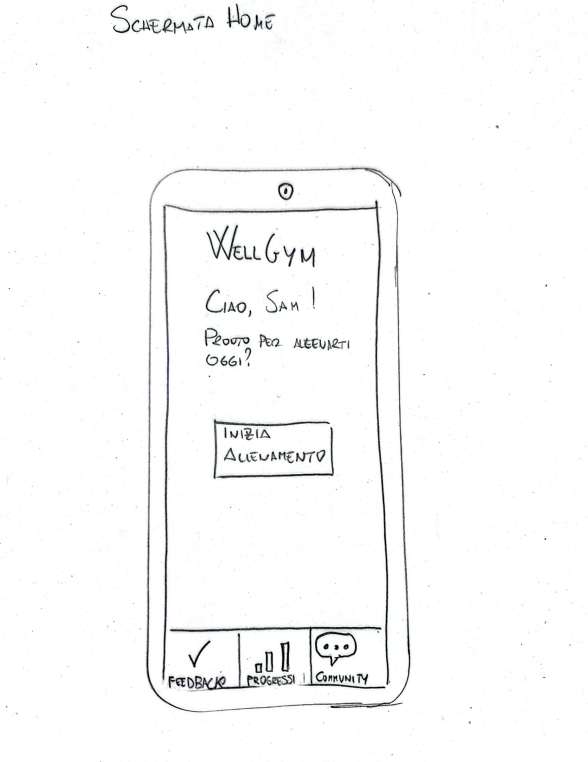 SCHERMATA HOME
WELLGYM
CIAO, SAM!
PRONTO PER ALLENARTI
OGGI?
INIZIA
ALLENAMENTO
FEEDBACK
PROGRESSI
COMMUNITY